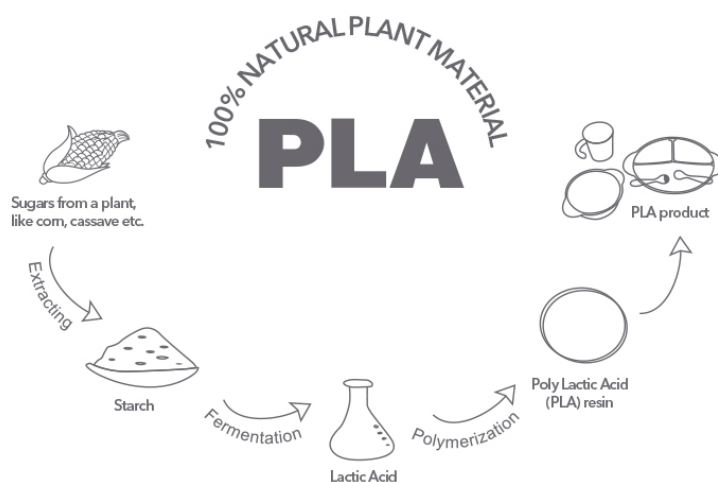 100% NATURAL PLANT MATERIAL
PLA
Sugars from a plant,
like corn, cassave etc.
Extracting
Starch
Fermentation
Lactic Acid
Polymerization
Poly Lactic Acid
(PLA) resin
PLA product